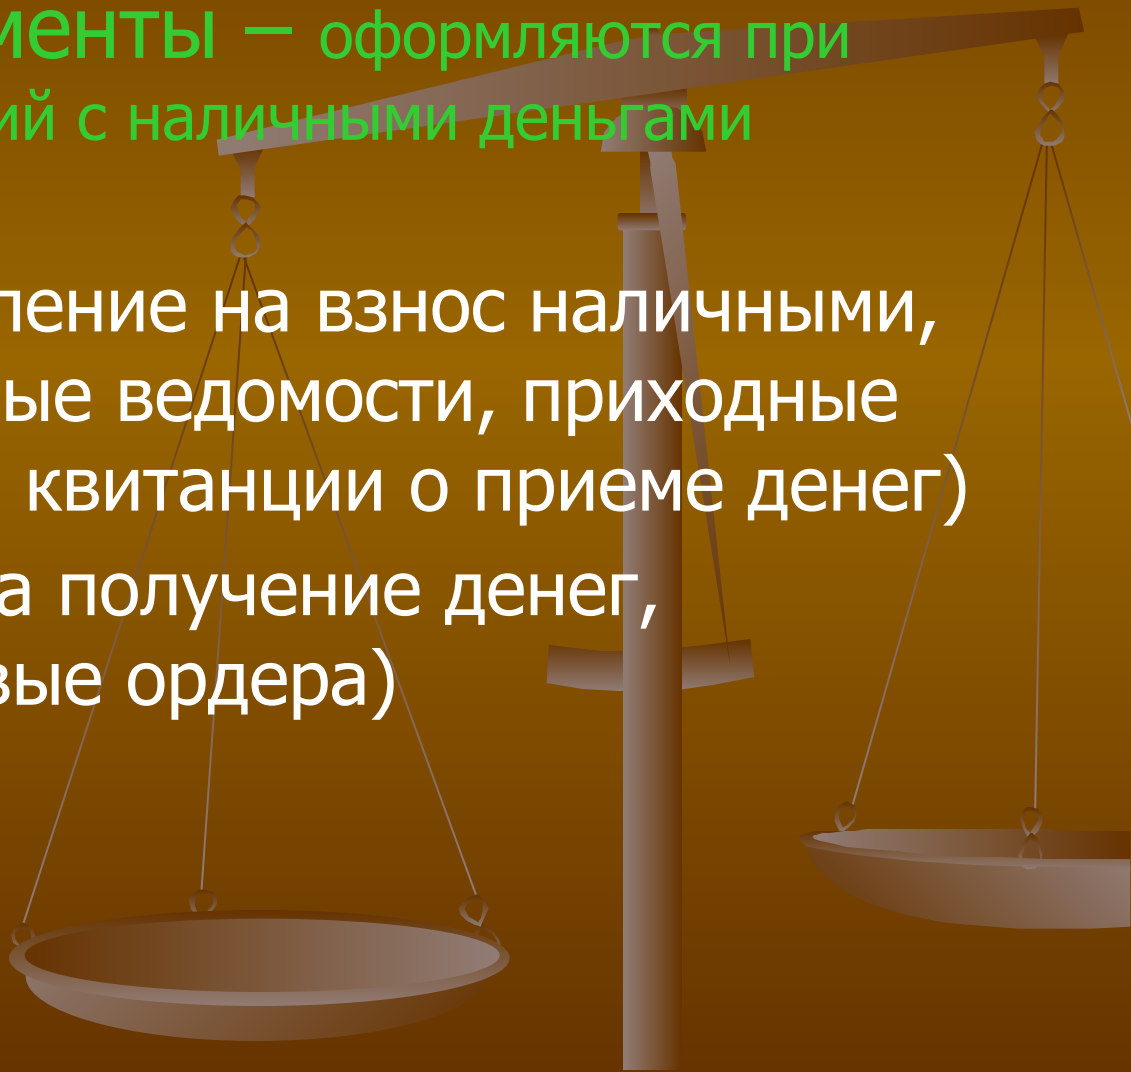 менты – оформляются при
ий с наличными деньгами
ление на взнос наличными,
ые ведомости, приходные
квитанции о приеме денег)
а получение денег,
вые ордера)